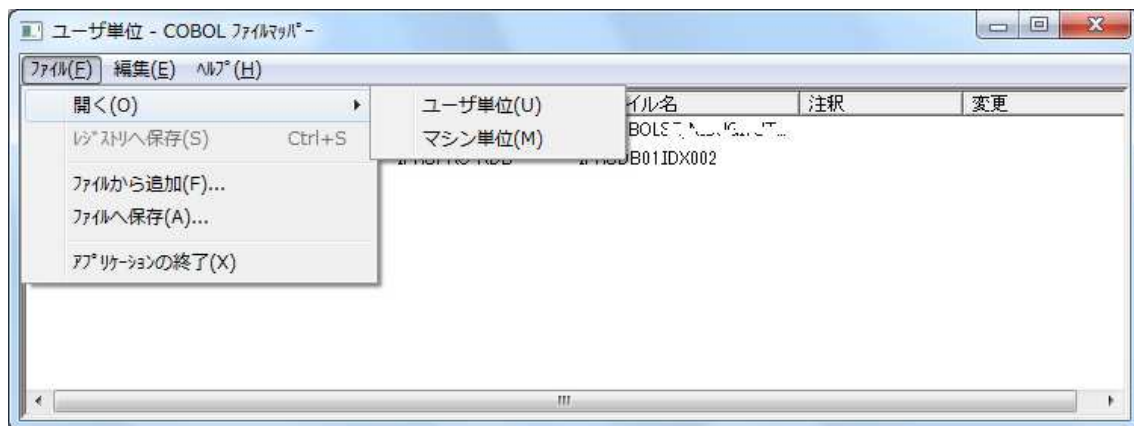 ユーザ単位 - COBOL ﾌｧｲﾙﾏｯﾊﾟｰ
ﾌｧｲﾙ(F) 編集(E) ﾍﾙﾌﾟ(H)
開く(O)
ﾚｼﾞｽﾄﾘへ保存(S) Ctrl+S
ﾌｧｲﾙから追加(F)...
ﾌｧｲﾙへ保存(A)...
ｱﾌﾟﾘｹｰｼｮﾝの終了(X)
ユーザ単位(U)
マシン単位(M)
イル名 注釈 変更
DB01IDX002